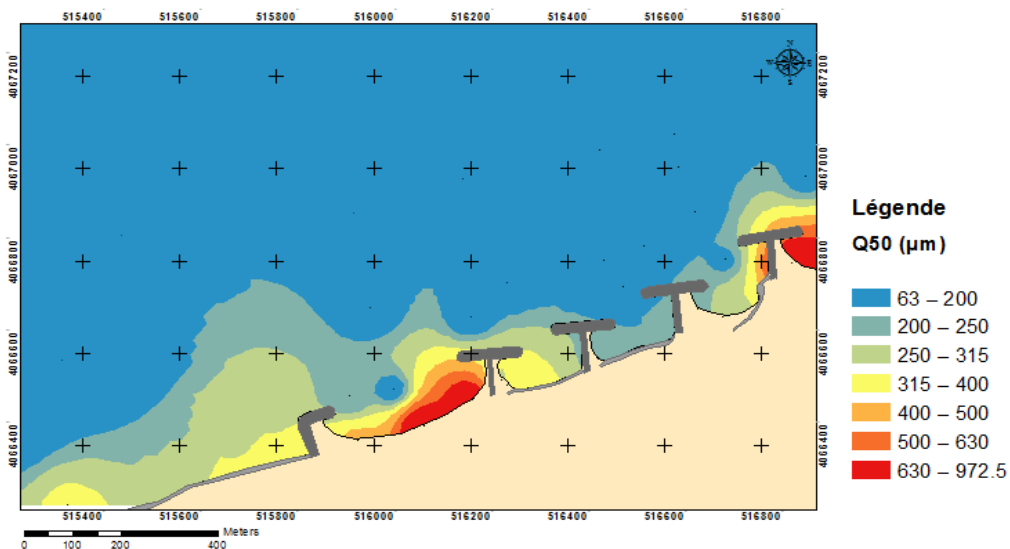 515400 515600 515800 516000 516200 516400 516600 516800
N
W E
S
4067200 4067200
4067000 4067000
4066800 4066800
4066600 4066600
4066400 4066400
515400 515600 515800 516000 516200 516400 516600 516800
Meters
0 100 200 400
Légende
Q50 (µm)
63 – 200
200 – 250
250 – 315
315 – 400
400 – 500
500 – 630
630 – 972.5